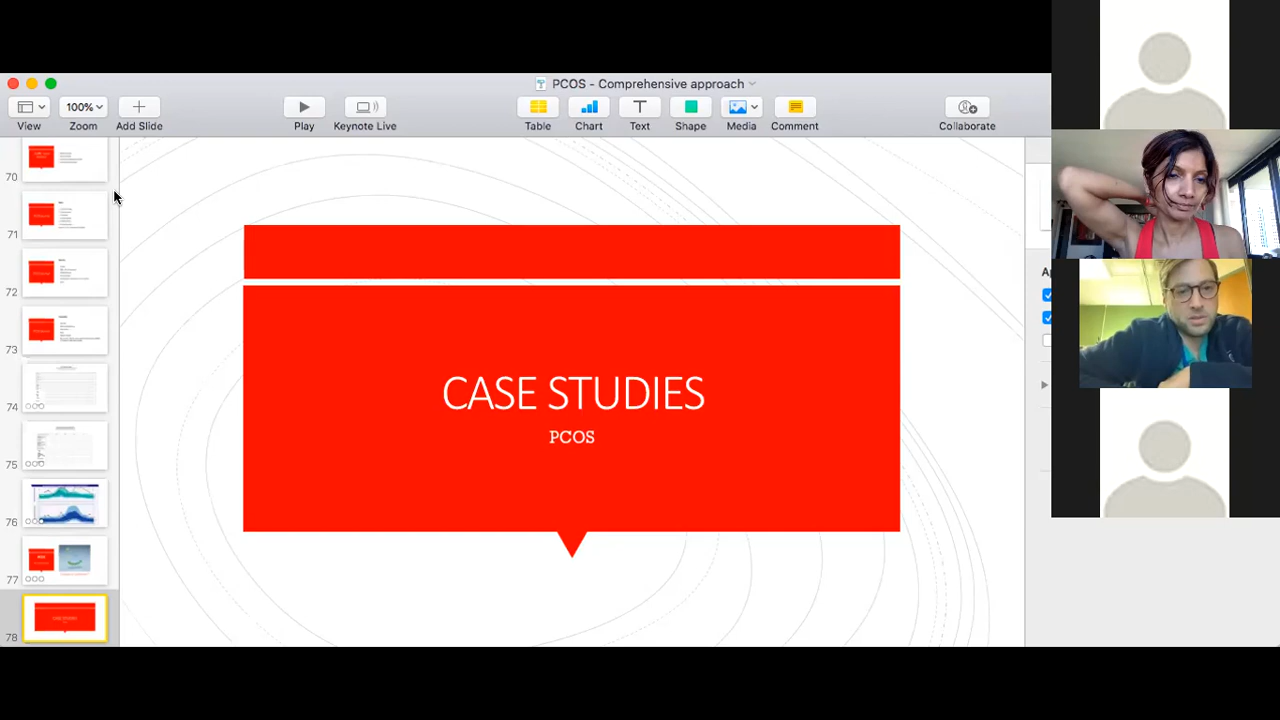 PCOS - Comprehensive approach
100%
View
Zoom
Add Slide
Play
Keynote Live
Table
Chart
Text
Shape
Media
Comment
Collaborate
70
71
72
73
74
75
76
77
78
CASE STUDIES
PCOS